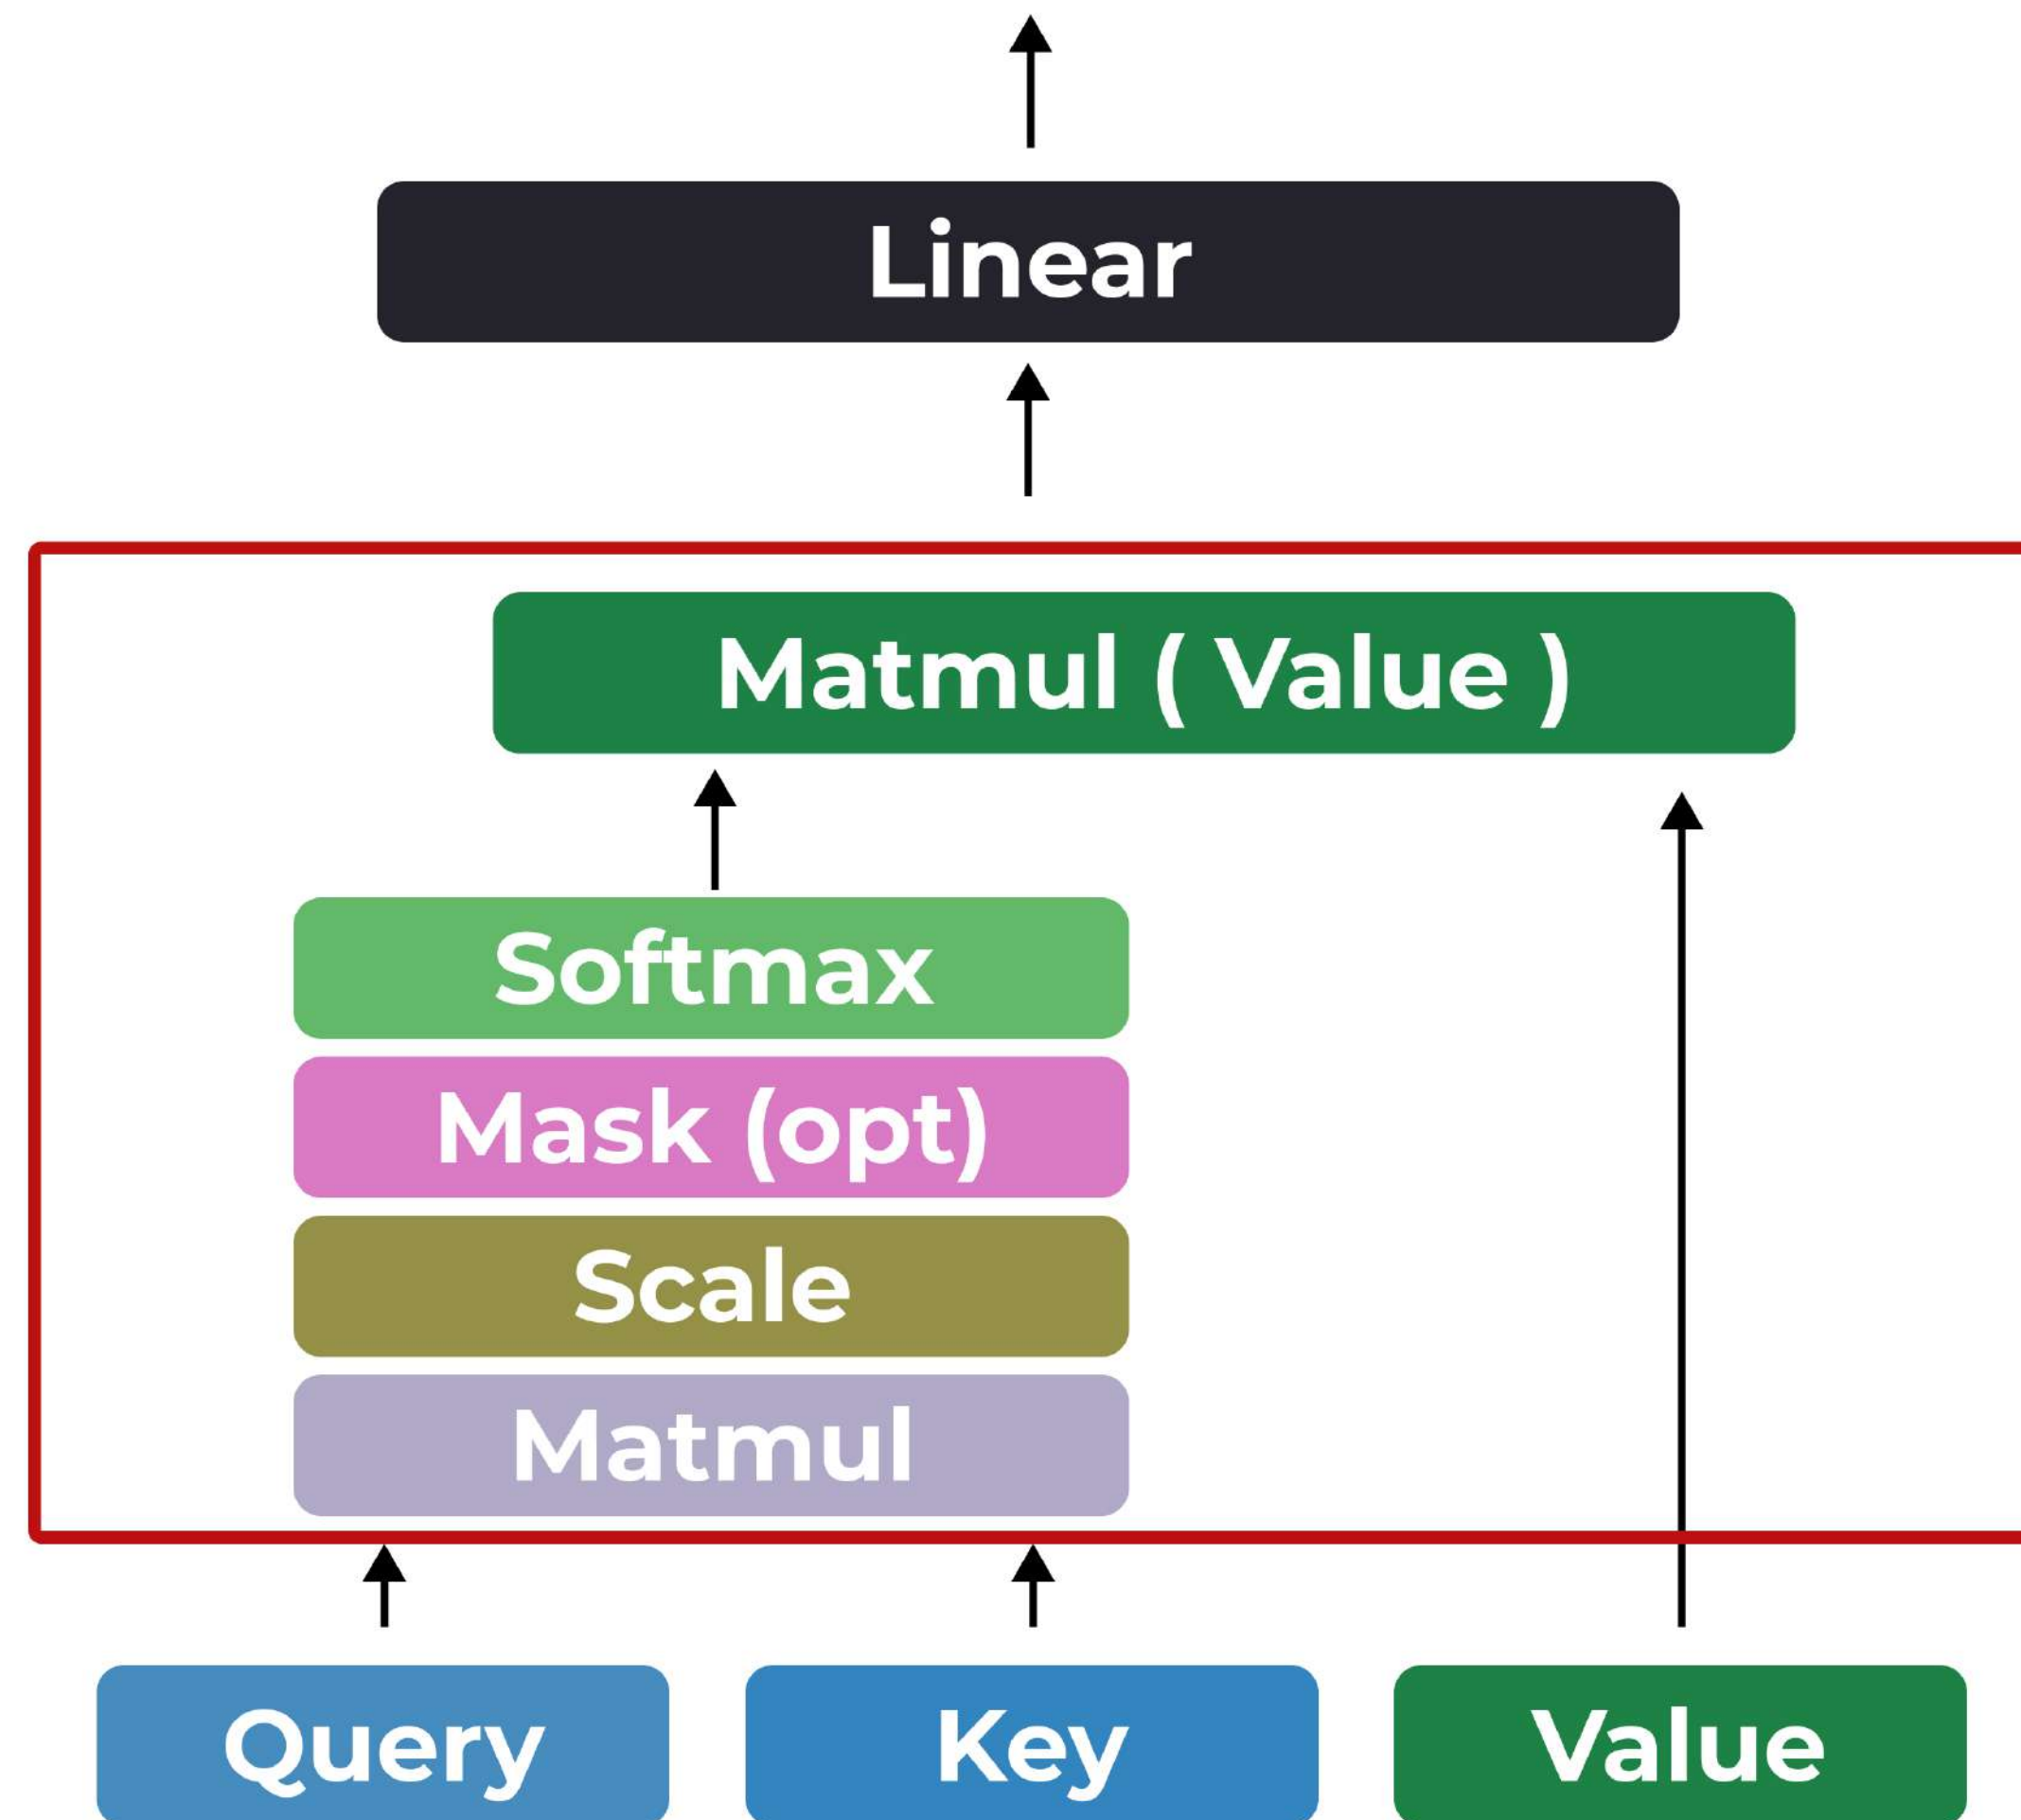 Linear
Matmul ( Value )
Softmax
Mask (opt)
Scale
Matmul
Query Key Value